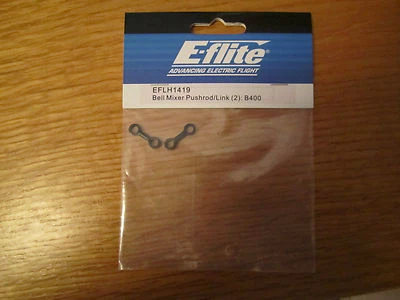 E-flite®
ADVANCING ELECTRIC FLIGHT
EFLH1419
Bell Mixer Pushrod/Link (2): B400